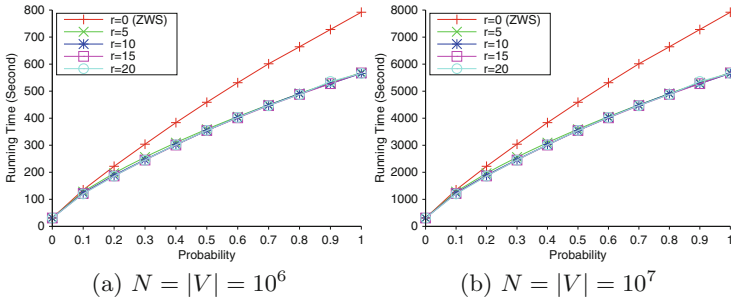 800
700
600
500
400
300
200
100
0
Running Time (Second)
r=0 (ZWS)
r=5
r=10
r=15
r=20
0 0.1 0.2 0.3 0.4 0.5 0.6 0.7 0.8 0.9 1
Probability
(a) N = |V| = 10^6
8000
7000
6000
5000
4000
3000
2000
1000
0
Running Time (Second)
r=0 (ZWS)
r=5
r=10
r=15
r=20
0 0.1 0.2 0.3 0.4 0.5 0.6 0.7 0.8 0.9 1
Probability
(b) N = |V| = 10^7